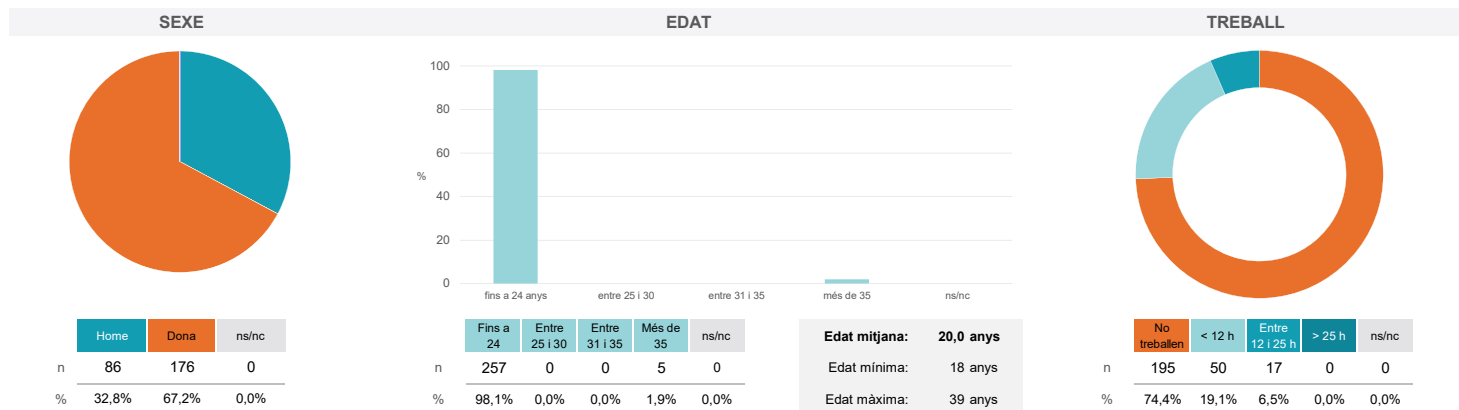 SEXE
EDAT
TREBALL
100
80
60
%
40
20
0
fins a 24 anys
entre 25 i 30
entre 31 i 35
més de 35
ns/nc
Home Dona ns/nc
n 86 176 0
% 32,8% 67,2% 0,0%
Fins a 24 Entre 25 i 30 Entre 31 i 35 Més de 35 ns/nc
n 257 0 0 5 0
% 98,1% 0,0% 0,0% 1,9% 0,0%
Edat mitjana: 20,0 anys
Edat mínima: 18 anys
Edat màxima: 39 anys
No treballen < 12 h Entre 12 i 25 h > 25 h ns/nc
n 195 50 17 0 0
% 74,4% 19,1% 6,5% 0,0% 0,0%